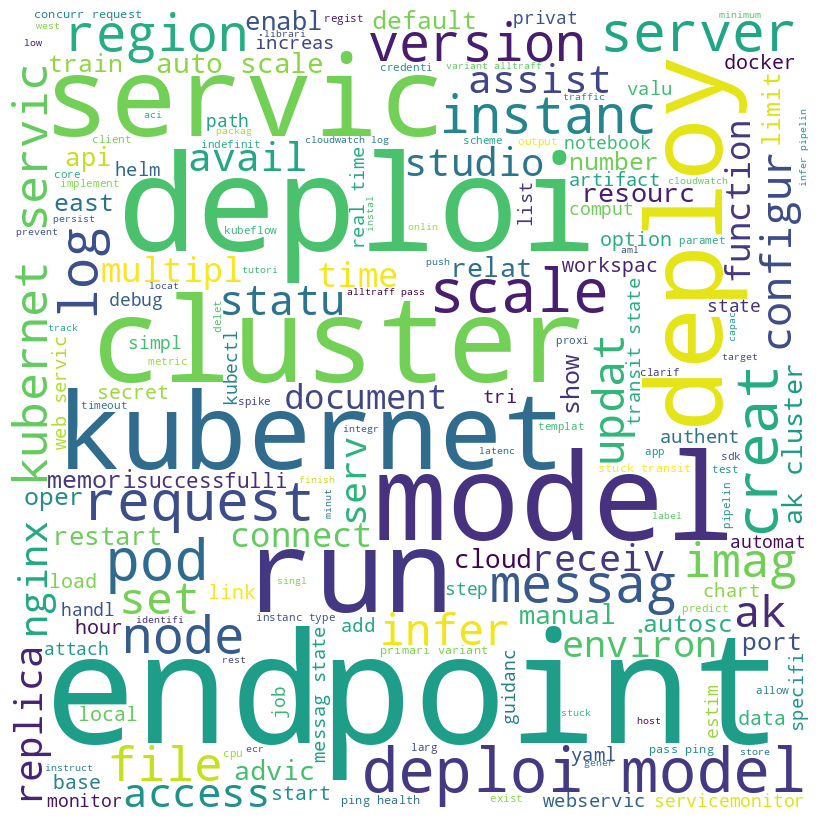 concurr request
region
enabl
regist
privat
default
version
server
minimum
west
low
librari
increas
train
auto scale
credenti
variant alltraff
assist
docker
servic
kubernet servic
aci
packag
path
traffic
instanc
valu
limit
client
indefinit
cloudwatch log
scheme
output
notebook
infer pipelin
api
avail
studio
number
deploy
function
core
helm
real time
artifact
cloudwatch
implement
resourc
configur
east
persist
deploi
list
comput
kubeflow
instal
onlin
prevent
log
option
paramet
multipl
tutori
time
push
relat
aml
workspac
locat
debug
statu
alltraff pass
scale
state
capac
track
delet
transit state
simpl
kubectl
cluster
proxi
updat
clarif
target
metric
show
web servic
secret
document
tri
creat
timeout
spike
templat
authent
ak cluster
kubernet
integr
latenc
app
sdk
stuck transit
test
memori
successfulli
oper
finish
request
serv
model
pipelin
label
automat
nginx
restart
minut
connect
cloud
receiv
imag
pod
run
load
singl
step
messag
chart
set
link
handl
hour
identifi
instanc type
manual
predict
ak
autosc
node
add
infer
environ
port
attach
rest
primari variant
replica
endpoint
guidanc
messag state
job
specifi
allow
local
stuck
host
estim
data
file
cpu
ecr
larg
deploi model
yaml
gener
pass ping
store
base
instruct
advic
monitor
access
start
ping health
exist
webservic
servicemonitor